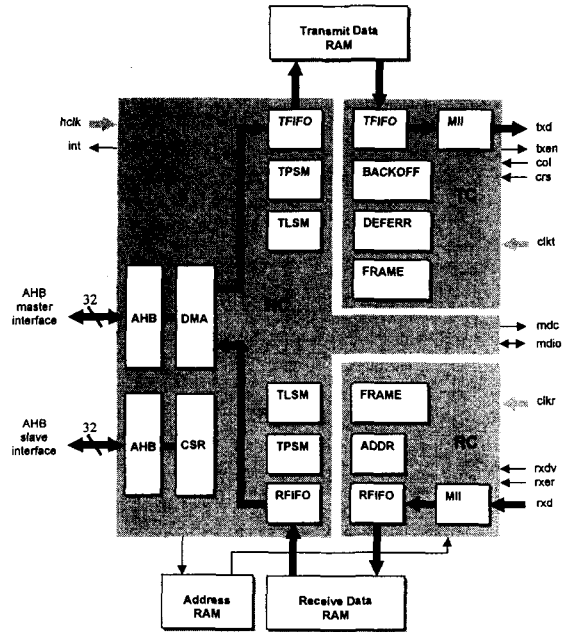 Transmit Data
RAM
hclk
int
TFIFO
TFIFO
MII
txd
txen
col
crs
TPSM
BACKOFF
TC
TLSM
DEFERR
clkt
FRAME
AHB
master
interface
32
AHB
DMA
mdc
mdio
TLSM
FRAME
clkr
AHB
slave
interface
32
AHB
CSR
TPSM
ADDR
RC
rxdv
rxer
RFIFO
RFIFO
MII
rxd
Address
RAM
Receive Data
RAM